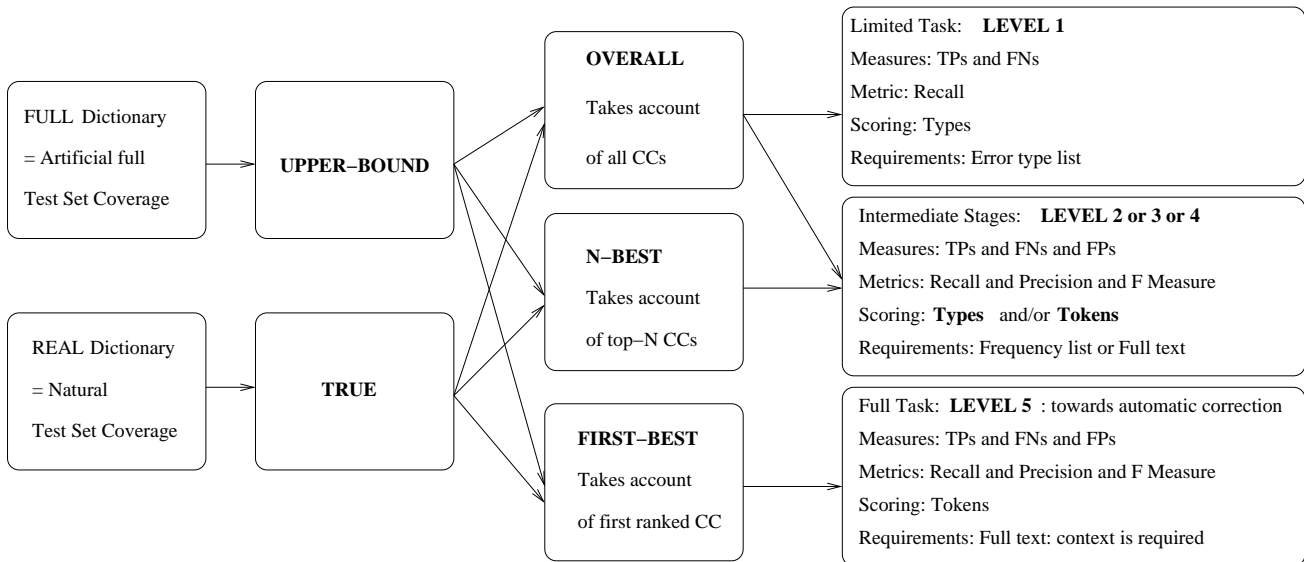 FULL Dictionary
= Artificial full
Test Set Coverage
UPPER−BOUND
REAL Dictionary
= Natural
Test Set Coverage
TRUE
OVERALL
Takes account
of all CCs
N−BEST
Takes account
of top−N CCs
FIRST−BEST
Takes account
of first ranked CC
Limited Task: LEVEL 1
Measures: TPs and FNs
Metric: Recall
Scoring: Types
Requirements: Error type list
Intermediate Stages: LEVEL 2 or 3 or 4
Measures: TPs and FNs and FPs
Metrics: Recall and Precision and F Measure
Scoring: Types and/or Tokens
Requirements: Frequency list or Full text
Full Task: LEVEL 5 : towards automatic correction
Measures: TPs and FNs and FPs
Metrics: Recall and Precision and F Measure
Scoring: Tokens
Requirements: Full text: context is required